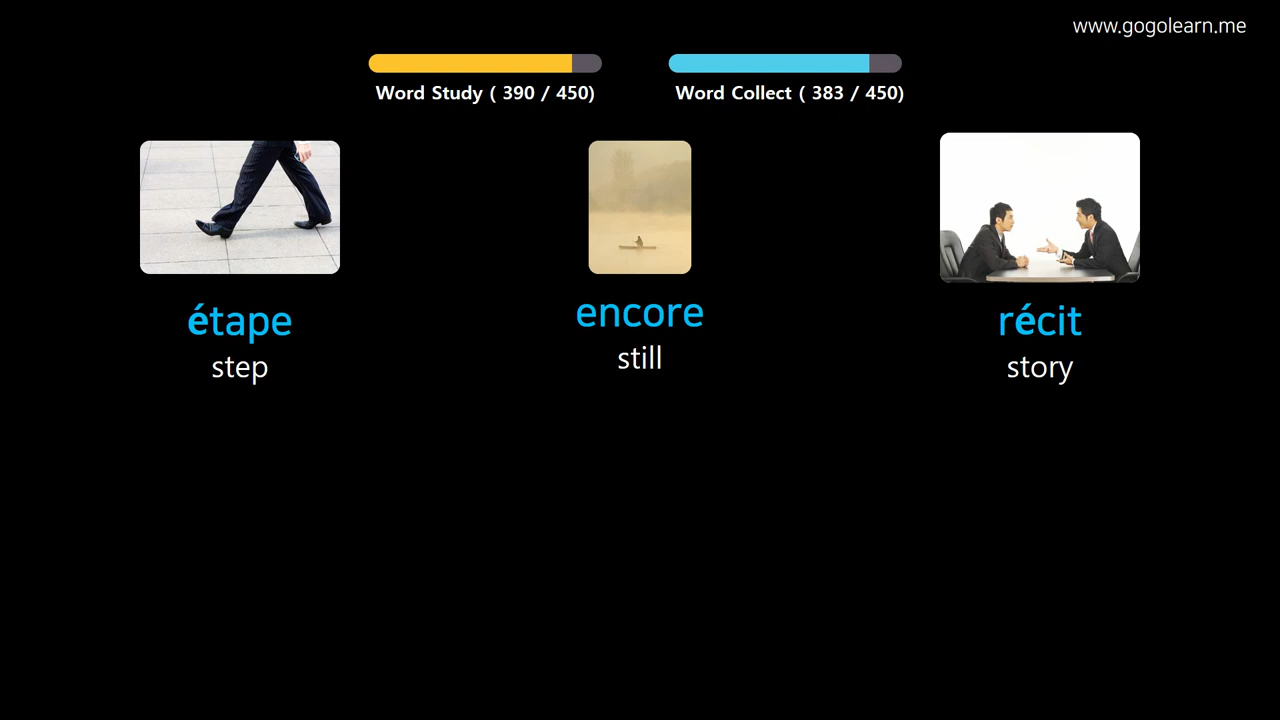 www.gogolearn.me
Word Study ( 390 / 450)
Word Collect ( 383 / 450)
étape
step
encore
still
récit
story